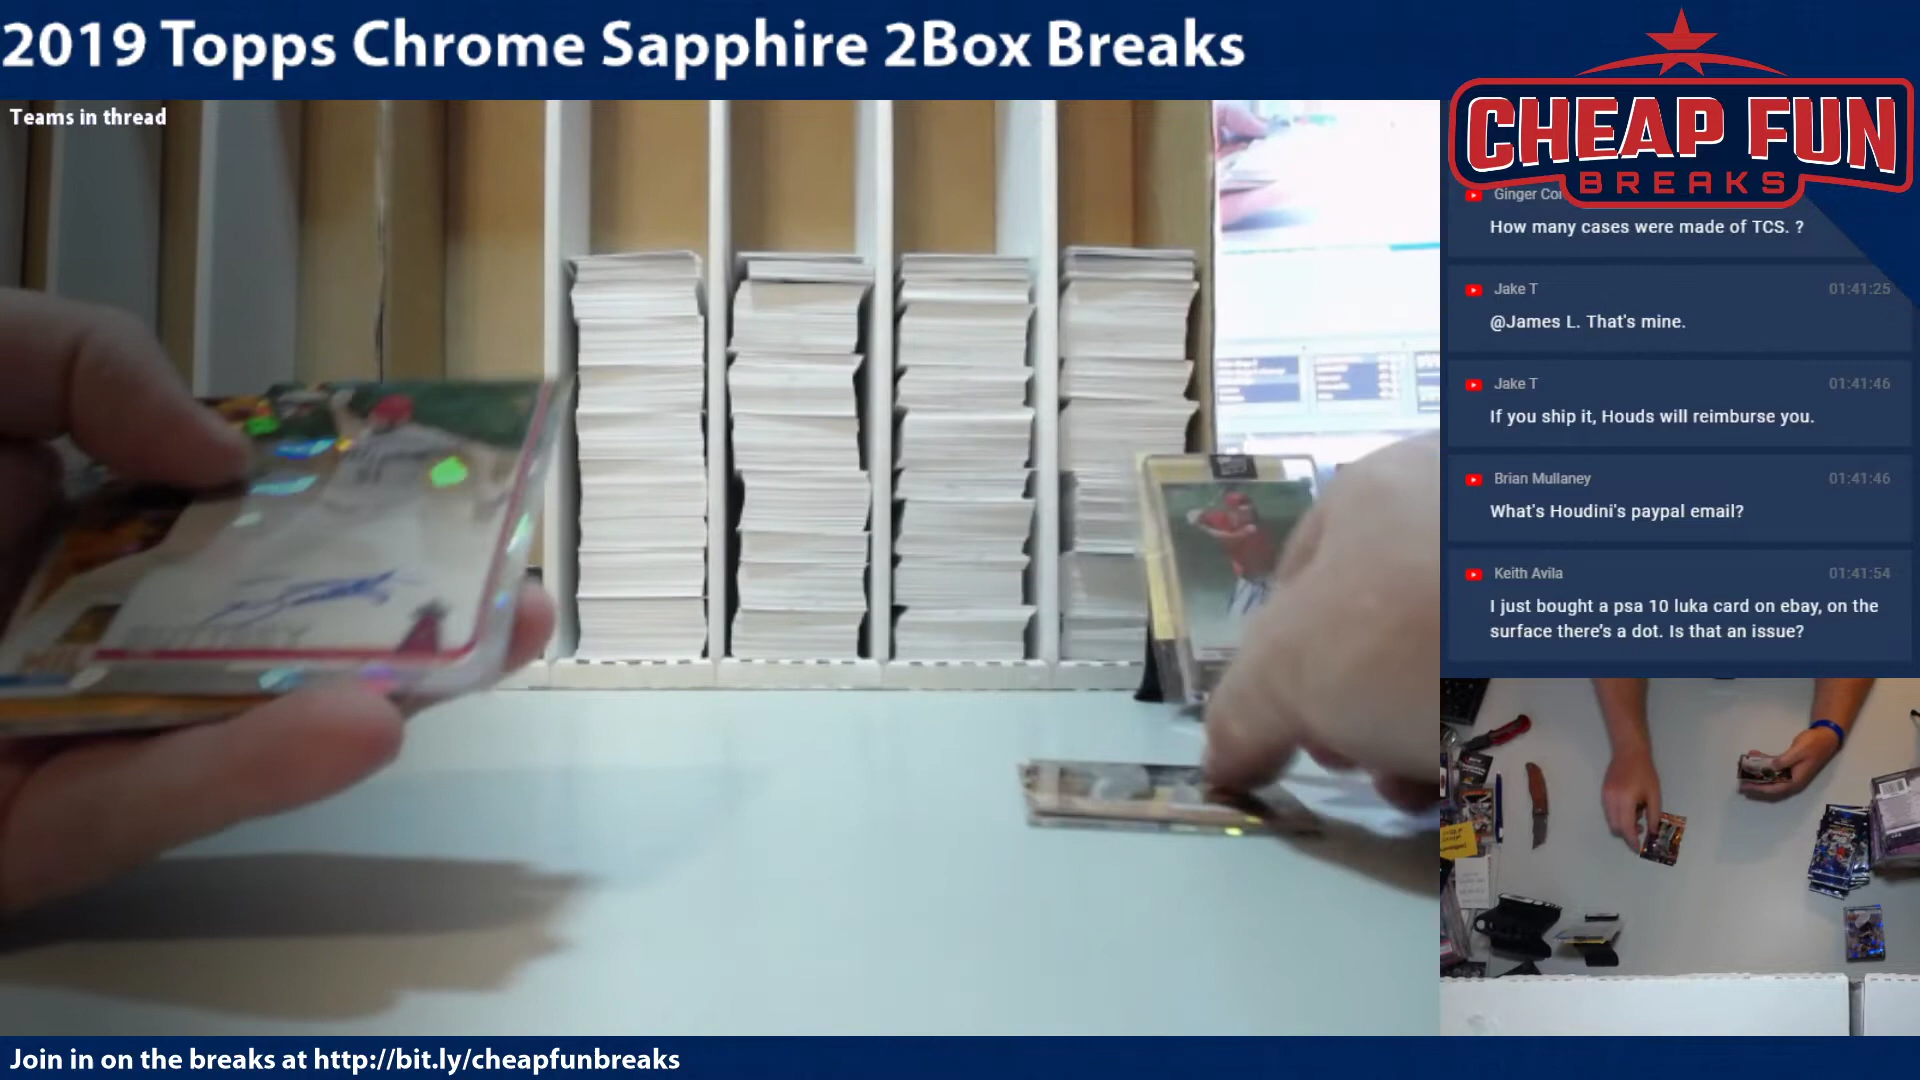 2019 Topps Chrome Sapphire 2Box Breaks
CHEAP FUN
BREAKS
Teams in thread
Ginger
How many cases were made of TCS. ?
Jake T 01:41:25
@James L. That's mine.
Jake T 01:41:46
If you ship it, Houds will reimburse you.
Brian Mullaney 01:41:46
What's Houdini's paypal email?
Keith Avila 01:41:54
I just bought a psa 10 luka card on ebay, on the
surface there's a dot. Is that an issue?
Join in on the breaks at http://bit.ly/cheapfunbreaks